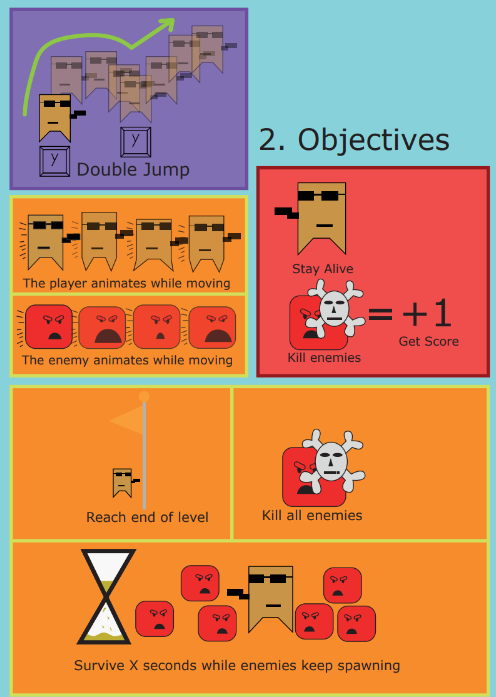 y
y
Double Jump
2. Objectives
The player animates while moving
The enemy animates while moving
Stay Alive
= +1
Kill enemies
Get Score
Reach end of level
Kill all enemies
Survive X seconds while enemies keep spawning